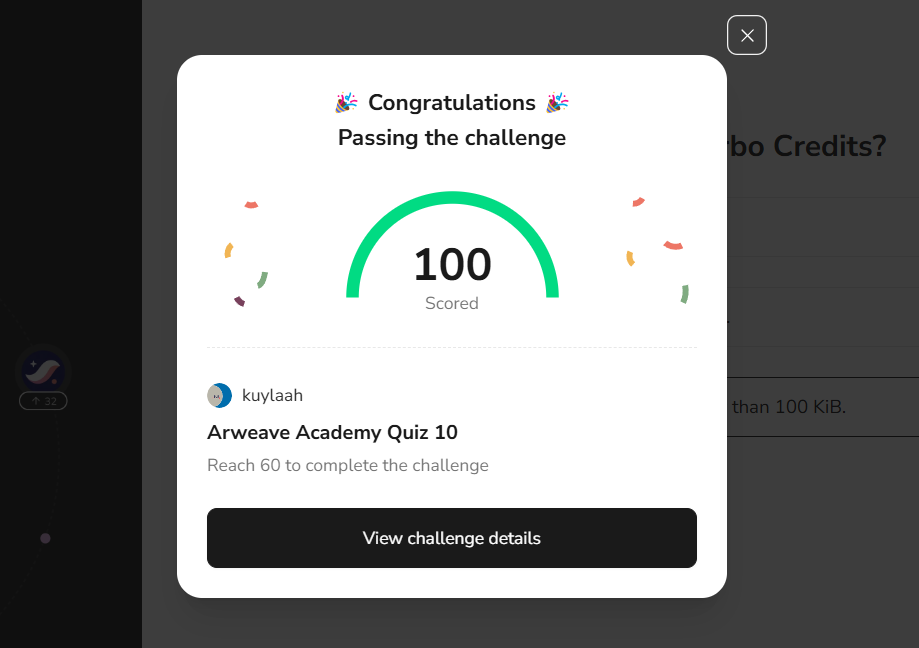 Congratulations
Passing the challenge
rbo Credits?
100
Scored
than 100 KiB.
32
kuylaah
Arweave Academy Quiz 10
Reach 60 to complete the challenge
View challenge details